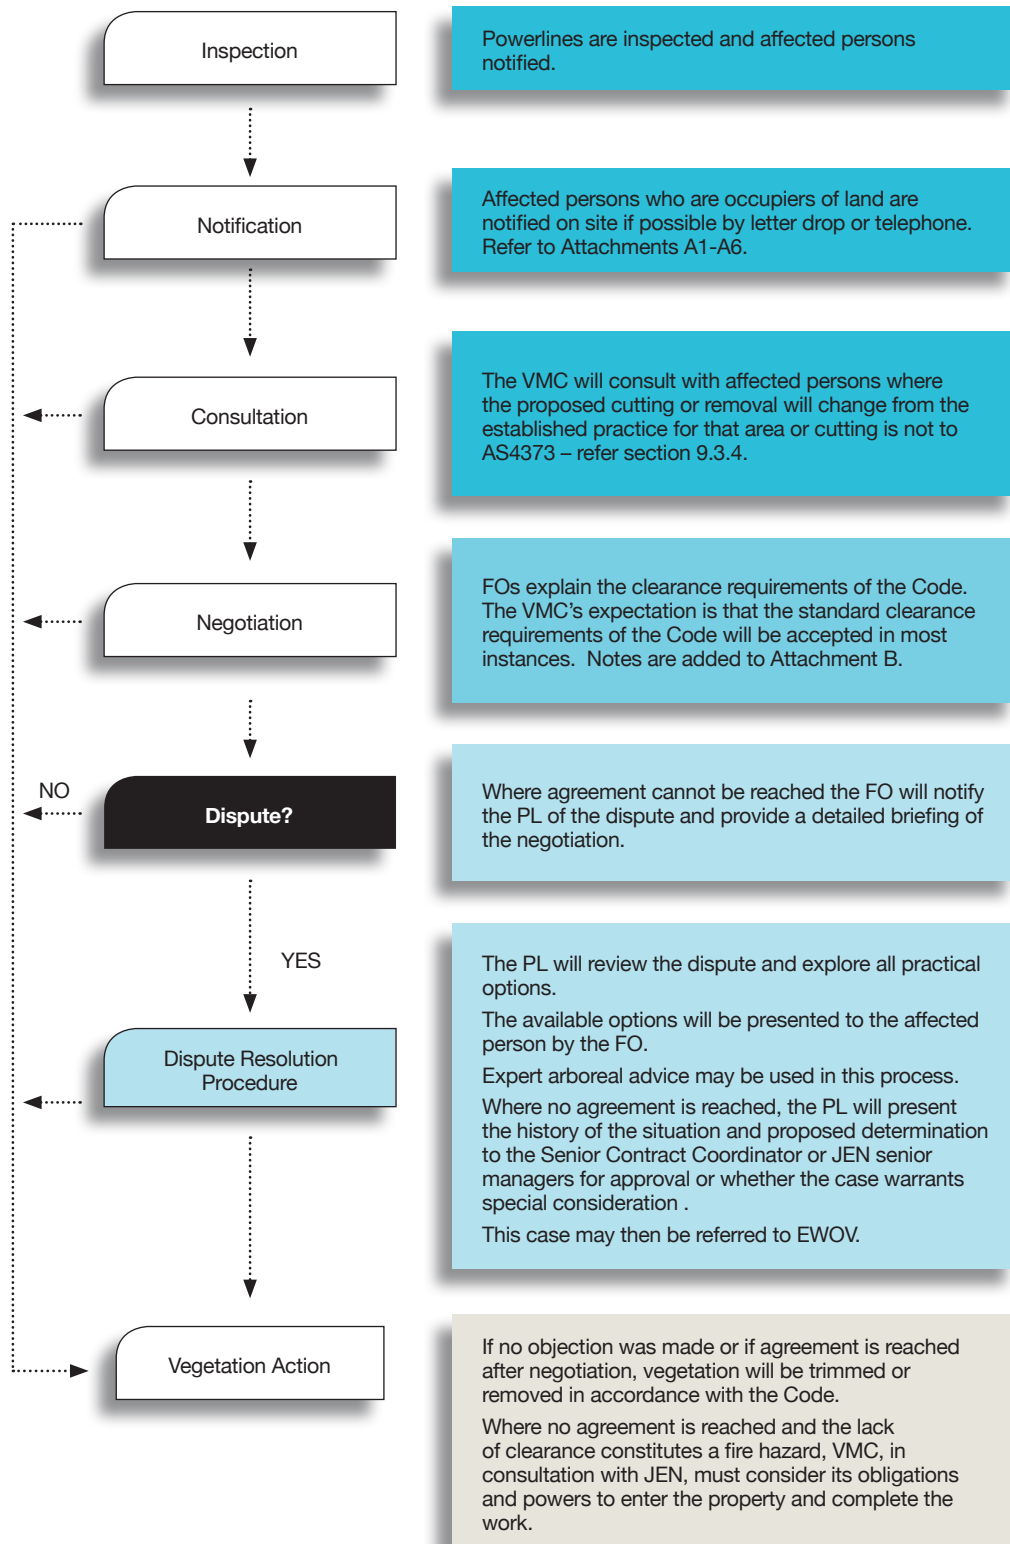 Inspection
Powerlines are inspected and affected persons
notified.
Notification
Affected persons who are occupiers of land are
notified on site if possible by letter drop or telephone.
Refer to Attachments A1-A6.
Consultation
The VMC will consult with affected persons where
the proposed cutting or removal will change from the
established practice for that area or cutting is not to
AS4373 – refer section 9.3.4.
Negotiation
FOs explain the clearance requirements of the Code.
The VMC’s expectation is that the standard clearance
requirements of the Code will be accepted in most
instances. Notes are added to Attachment B.
NO
Dispute?
Where agreement cannot be reached the FO will notify
the PL of the dispute and provide a detailed briefing of
the negotiation.
YES
Dispute Resolution
Procedure
The PL will review the dispute and explore all practical
options.
The available options will be presented to the affected
person by the FO.
Expert arboreal advice may be used in this process.
Where no agreement is reached, the PL will present
the history of the situation and proposed determination
to the Senior Contract Coordinator or JEN senior
managers for approval or whether the case warrants
special consideration .
This case may then be referred to EWOV.
Vegetation Action
If no objection was made or if agreement is reached
after negotiation, vegetation will be trimmed or
removed in accordance with the Code.
Where no agreement is reached and the lack
of clearance constitutes a fire hazard, VMC, in
consultation with JEN, must consider its obligations
and powers to enter the property and complete the
work.